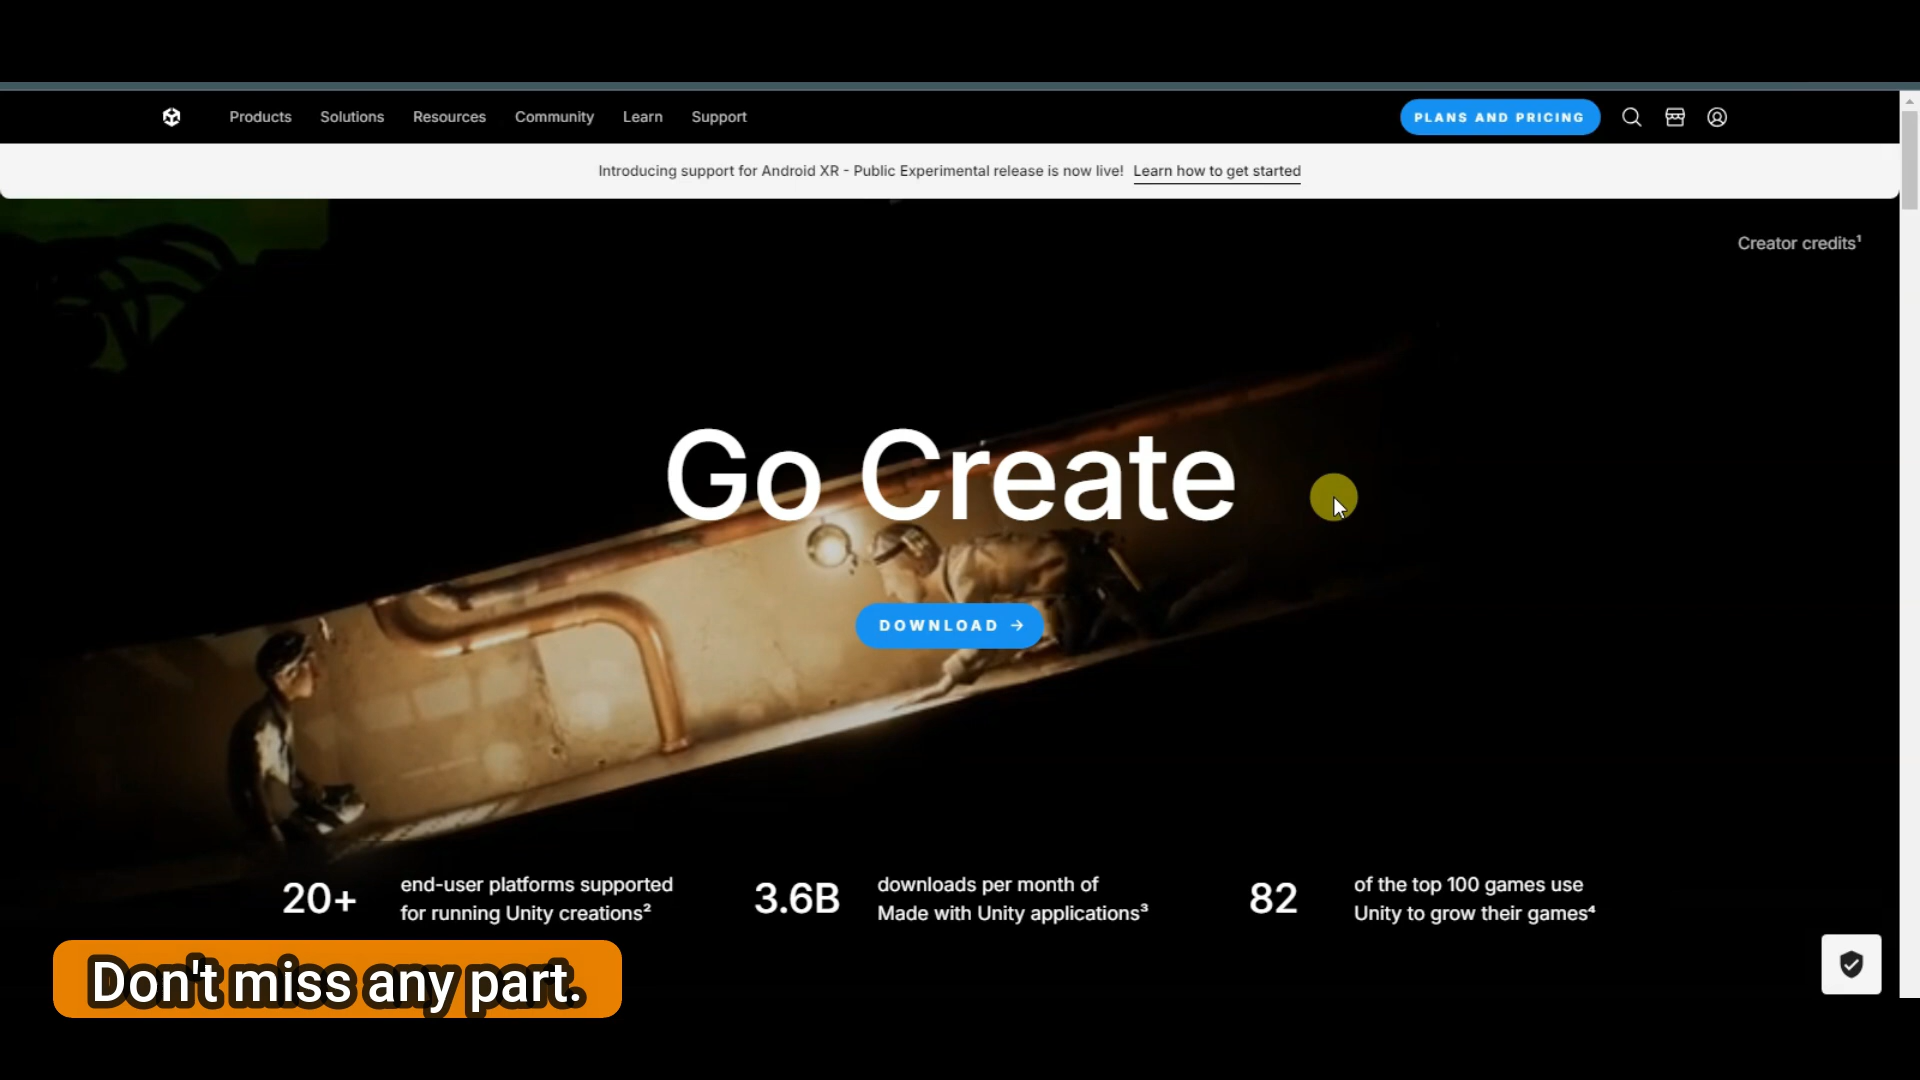 Products Solutions Resources Community Learn Support PLANS AND PRICING
Introducing support for Android XR - Public Experimental release is now live! Learn how to get started
Creator credits¹
Go Create
DOWNLOAD →
20+ end-user platforms supported
for running Unity creations²
3.6B downloads per month of
Made with Unity applications³
82 of the top 100 games use
Unity to grow their games⁴
Don't miss any part.